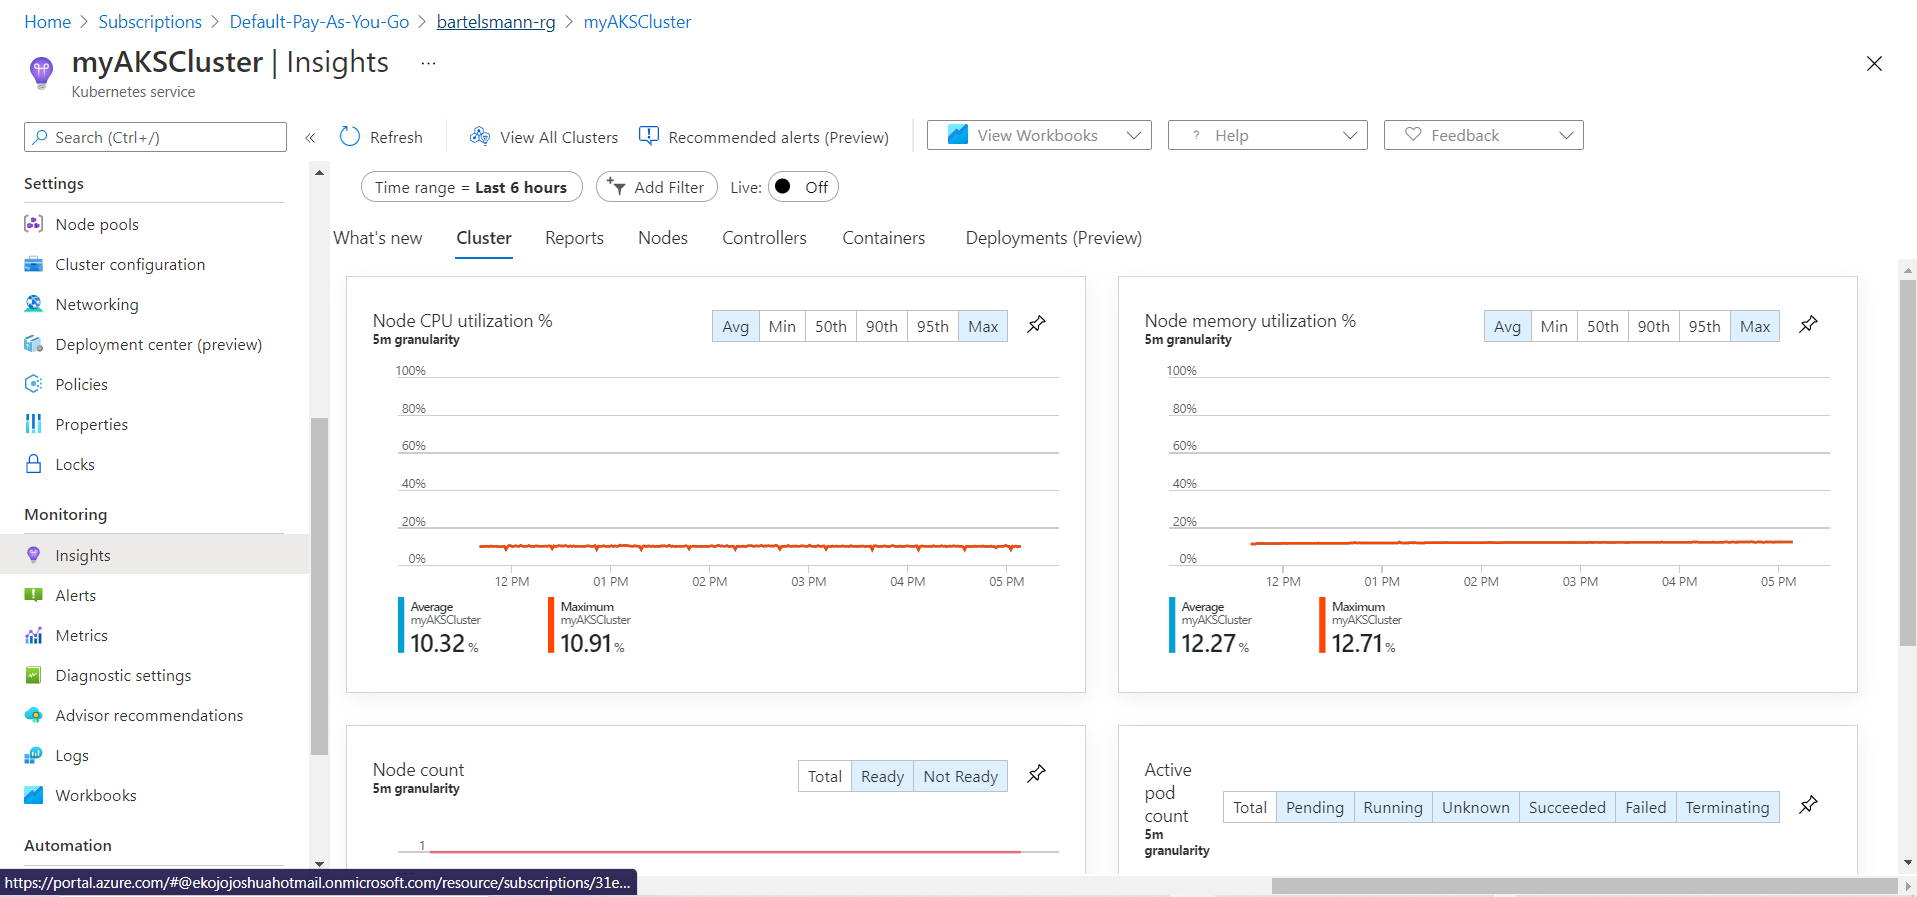 Home > Subscriptions > Default-Pay-As-You-Go > bartelsmann-rg > myAKSCluster
myAKSCluster | Insights ...
Kubernetes service
Search (Ctrl+/)
«
Refresh
View All Clusters
Recommended alerts (Preview)
View Workbooks
? Help
Feedback
Time range = Last 6 hours
Add Filter
Live: Off
What's new
Cluster
Reports
Nodes
Controllers
Containers
Deployments (Preview)
Settings
Node pools
Cluster configuration
Networking
Deployment center (preview)
Policies
Properties
Locks
Monitoring
Insights
Alerts
Metrics
Diagnostic settings
Advisor recommendations
Logs
Workbooks
Automation
Node CPU utilization %
5m granularity
Avg Min 50th 90th 95th Max
100%
80%
60%
40%
20%
0%
12 PM 01 PM 02 PM 03 PM 04 PM 05 PM
Average
myAKSCluster
10.32 %
Maximum
myAKSCluster
10.91 %
Node memory utilization %
5m granularity
Avg Min 50th 90th 95th Max
100%
80%
60%
40%
20%
0%
12 PM 01 PM 02 PM 03 PM 04 PM 05 PM
Average
myAKSCluster
12.27 %
Maximum
myAKSCluster
12.71 %
Node count
5m granularity
Total Ready Not Ready
1
Active
pod
count
5m
granularity
Total Pending Running Unknown Succeeded Failed Terminating
https://portal.azure.com/#@ekojojoshuahotmail.onmicrosoft.com/resource/subscriptions/31e...